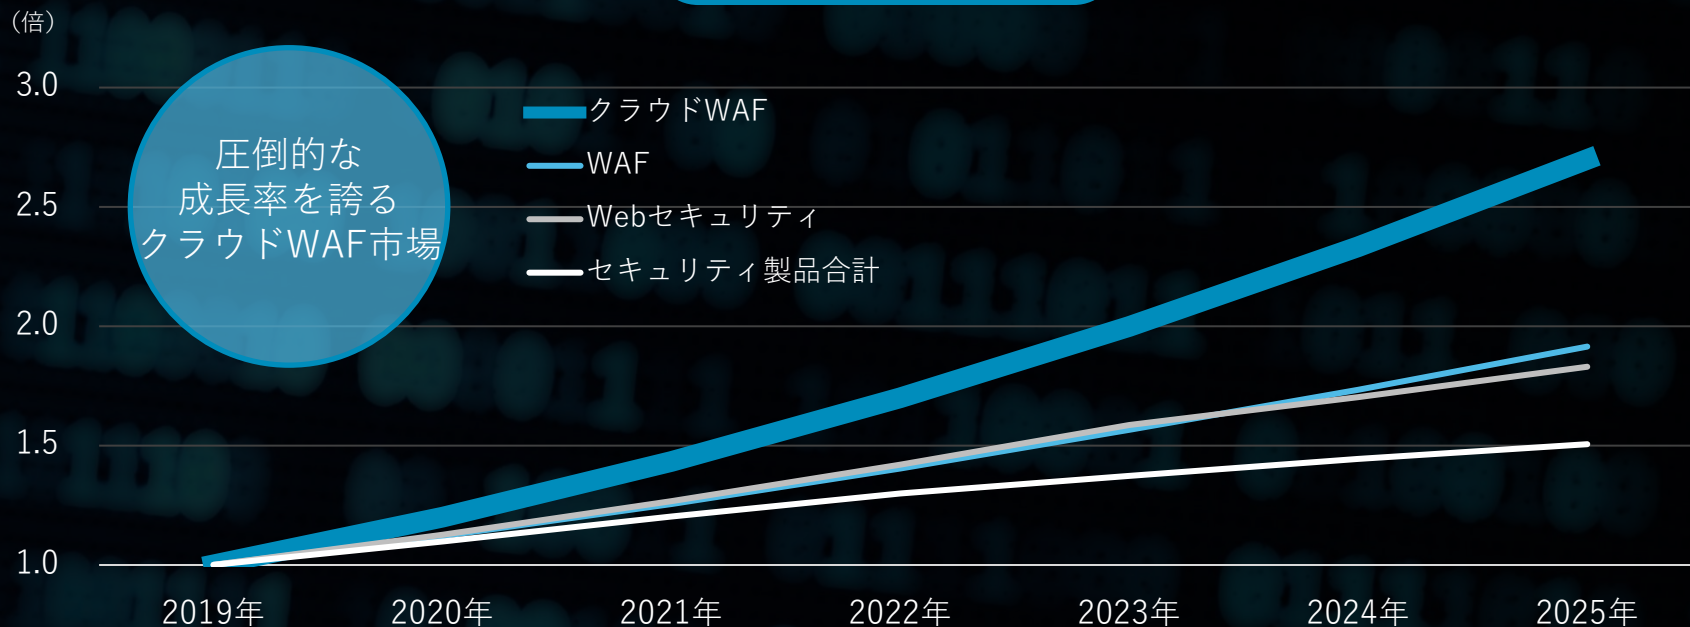 （倍）
3.0
2.5
2.0
1.5
1.0
圧倒的な
成長率を誇る
クラウドWAF市場
クラウドWAF
WAF
Webセキュリティ
セキュリティ製品合計
2019年
2020年
2021年
2022年
2023年
2024年
2025年